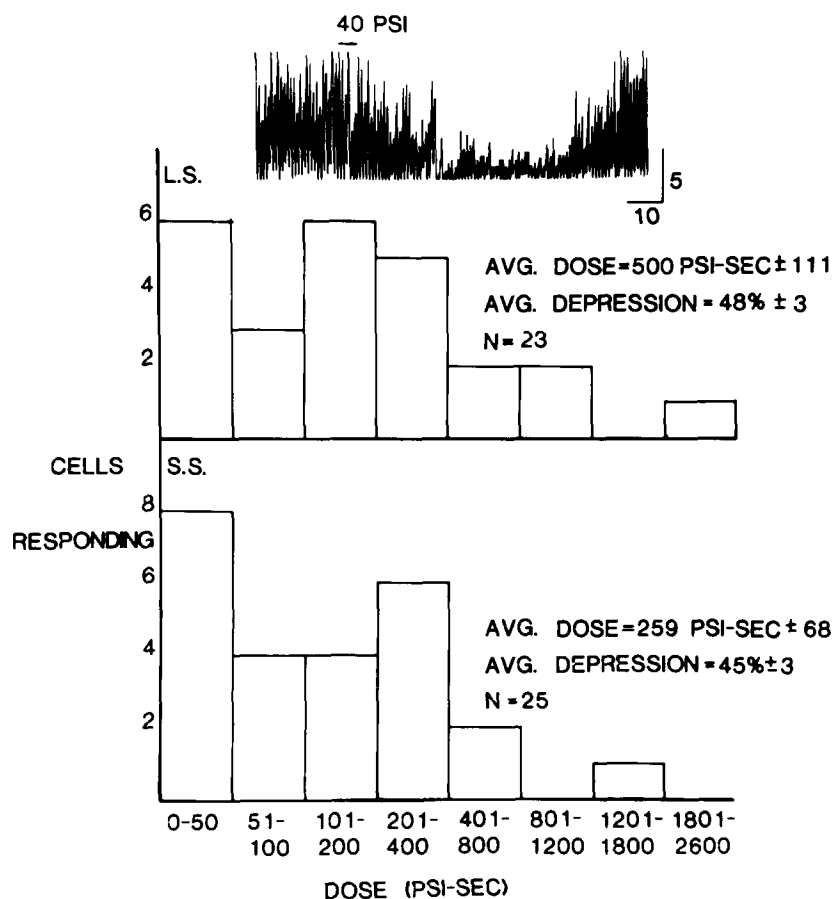 40 PSI
5
10
L.S.
6
4
2
AVG. DOSE=500 PSI-SEC±111
AVG. DEPRESSION=48% ±3
N=23
CELLS
RESPONDING
S.S.
8
6
4
2
AVG. DOSE=259 PSI-SEC±68
AVG. DEPRESSION=45%±3
N=25
0-50 51- 101- 201- 401- 801- 1201- 1801-
100 200 400 800 1200 1800 2600
DOSE (PSI-SEC)